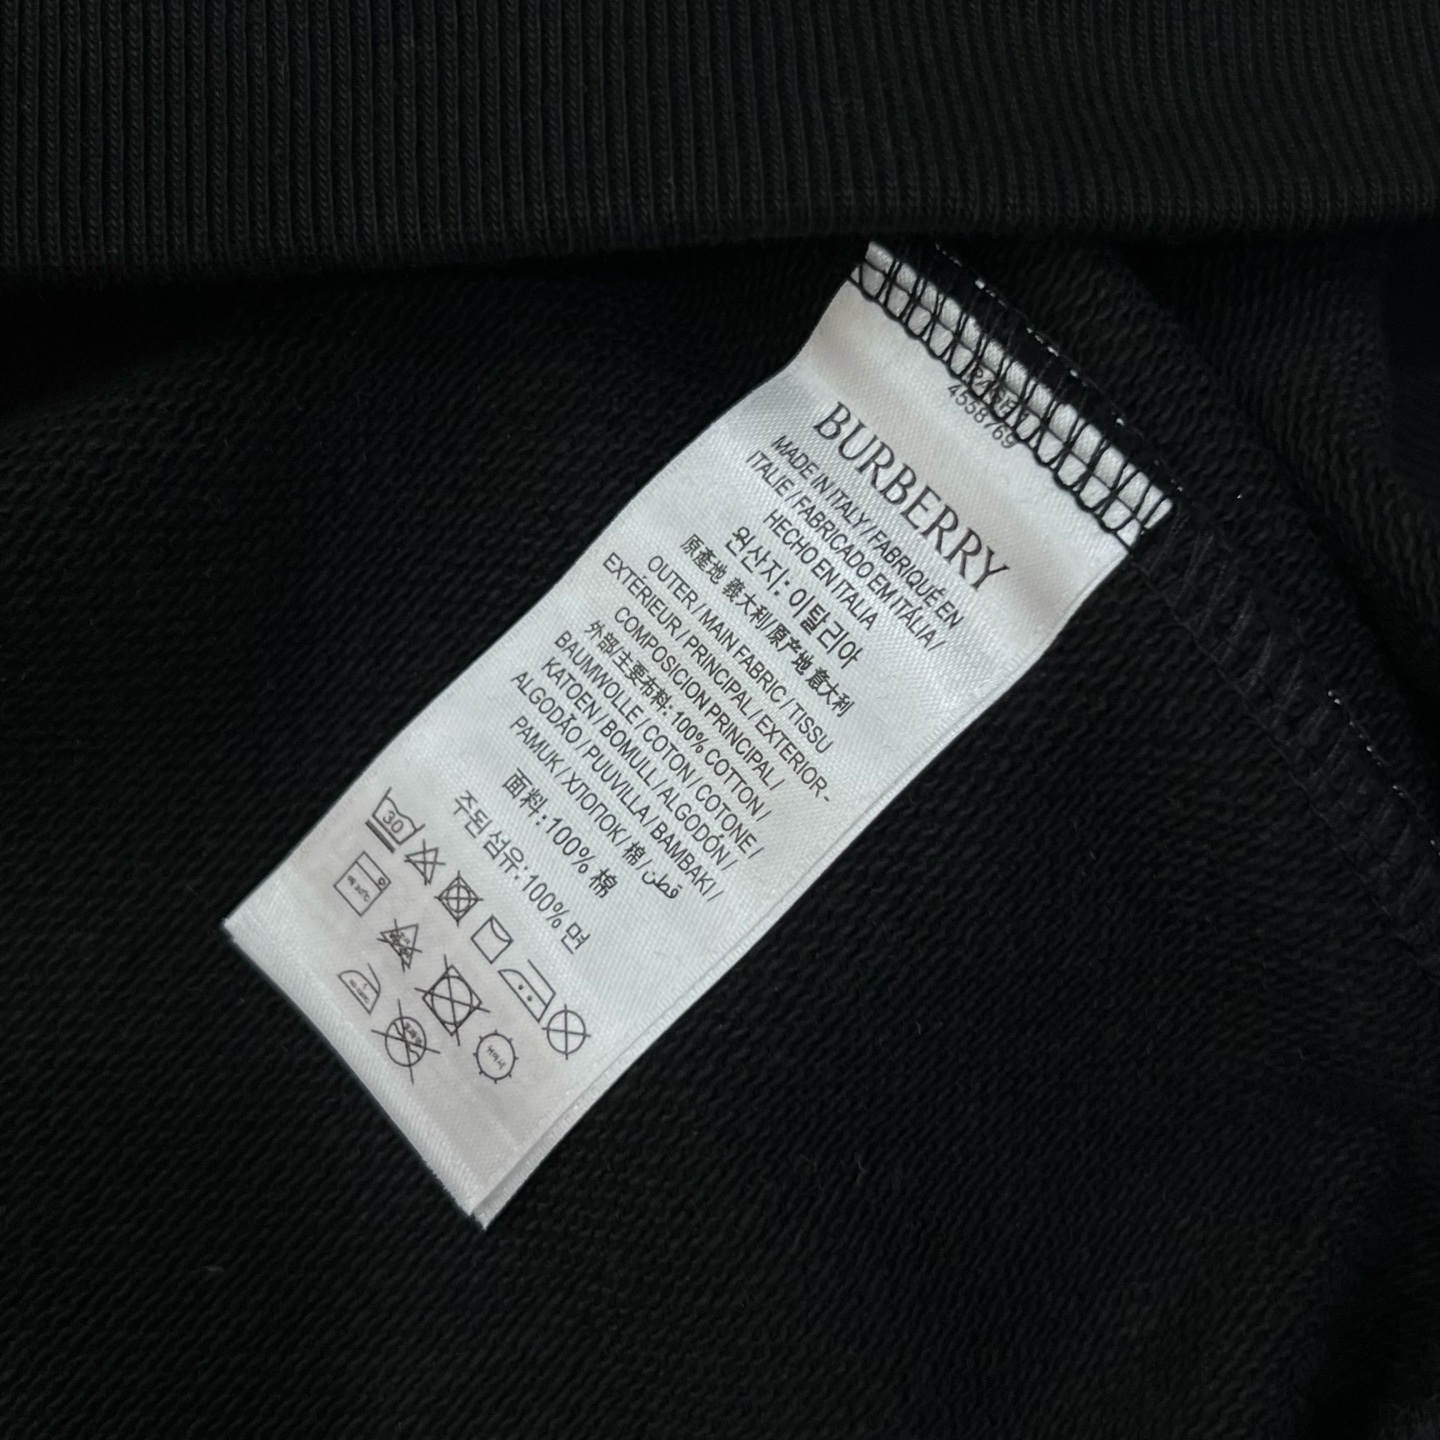 4558769
BURBERRY
MADE IN ITALY / FABRIQUÉ EN
ITALIE / FABRICADO EM ITÁLIA /
HECHO EN ITALIA
원산지: 이탈리아
原產地 義大利/原产地 意大利
OUTER / MAIN FABRIC / TISSU
EXTÉRIEUR / PRINCIPAL / EXTERIOR -
COMPOSICION PRINCIPAL /
外部/主要布料: 100% COTTON /
BAUMWOLLE / COTON / COTONE /
KATOEN / BOMULL / ALGODÓN /
ALGODÃO / PUUVILLA / BAMBAKI /
PAMUK / ХЛОПОК / 棉 / قطن
面料:100% 棉
주된 섬유:100% 면
30